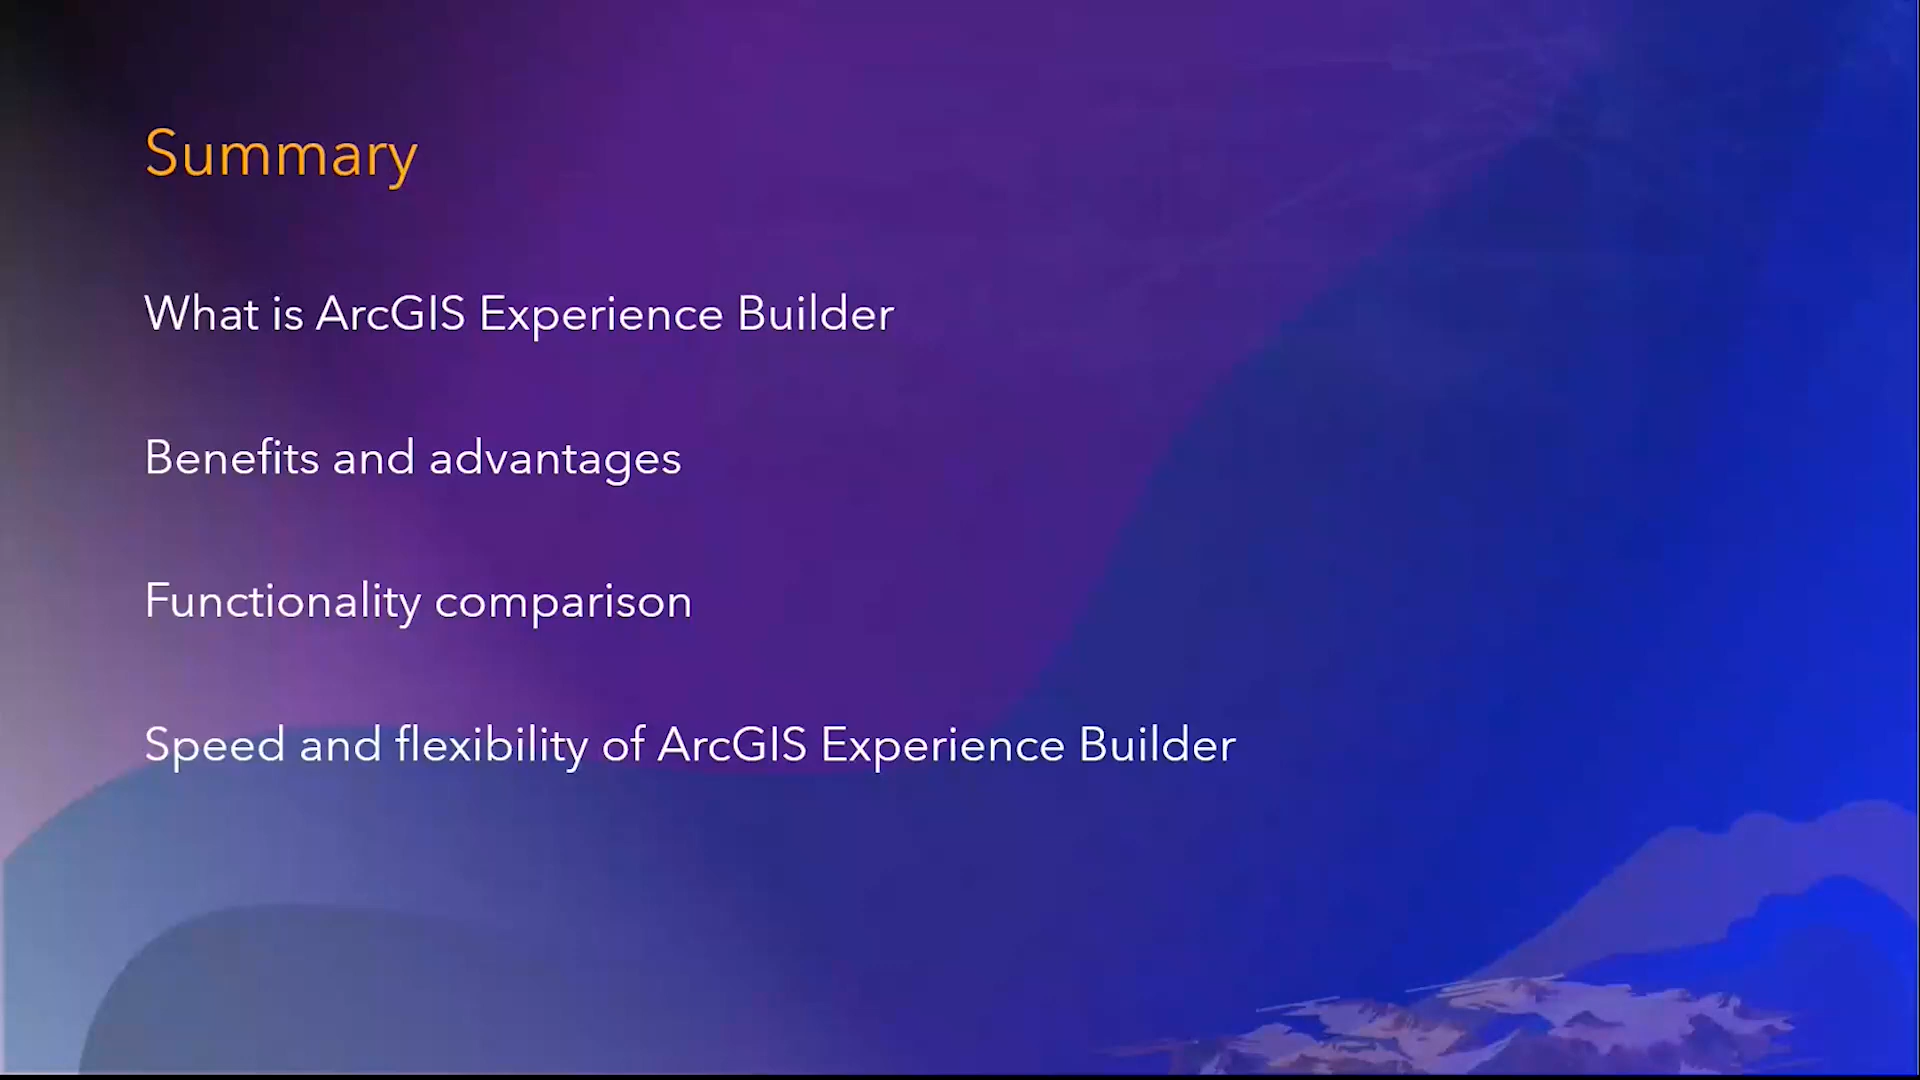 Summary
What is ArcGIS Experience Builder
Benefits and advantages
Functionality comparison
Speed and flexibility of ArcGIS Experience Builder